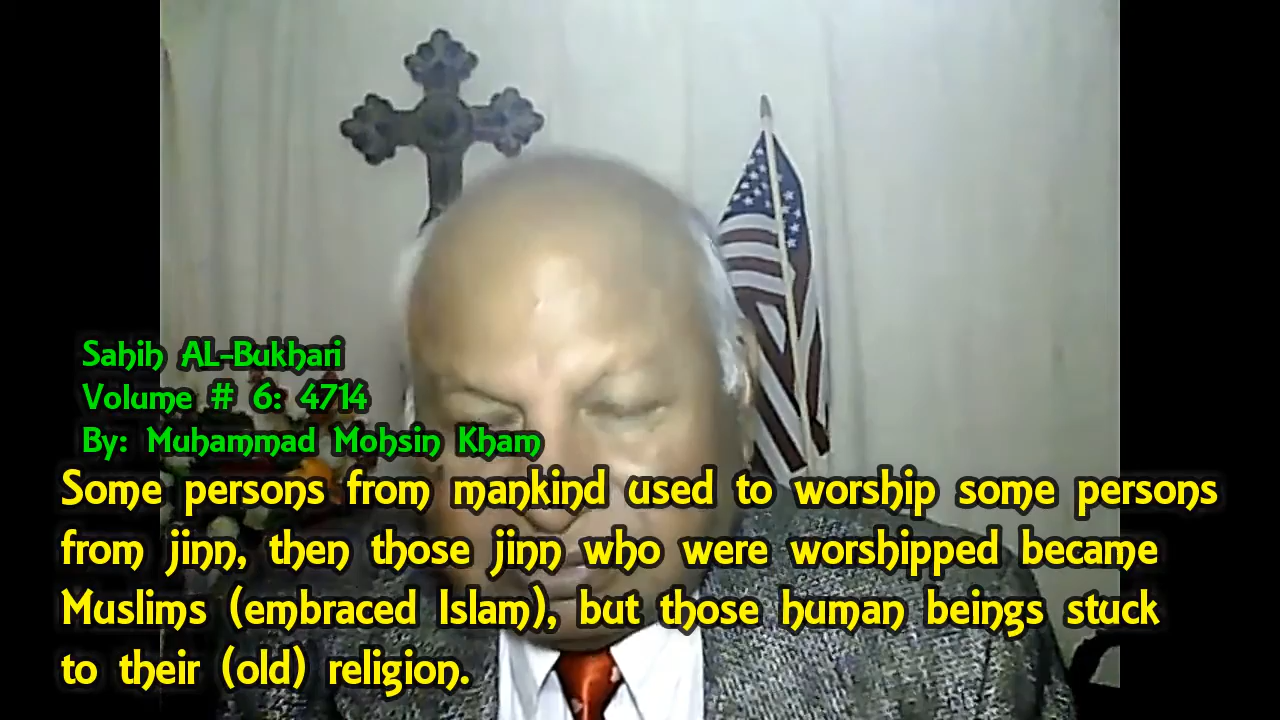 Sahih AL-Bukhari
Volume # 6: 4714
By: Muhammad Mohsin Kham
Some persons from mankind used to worship some persons
from jinn, then those jinn who were worshipped became
Muslims (embraced Islam), but those human beings stuck
to their (old) religion.